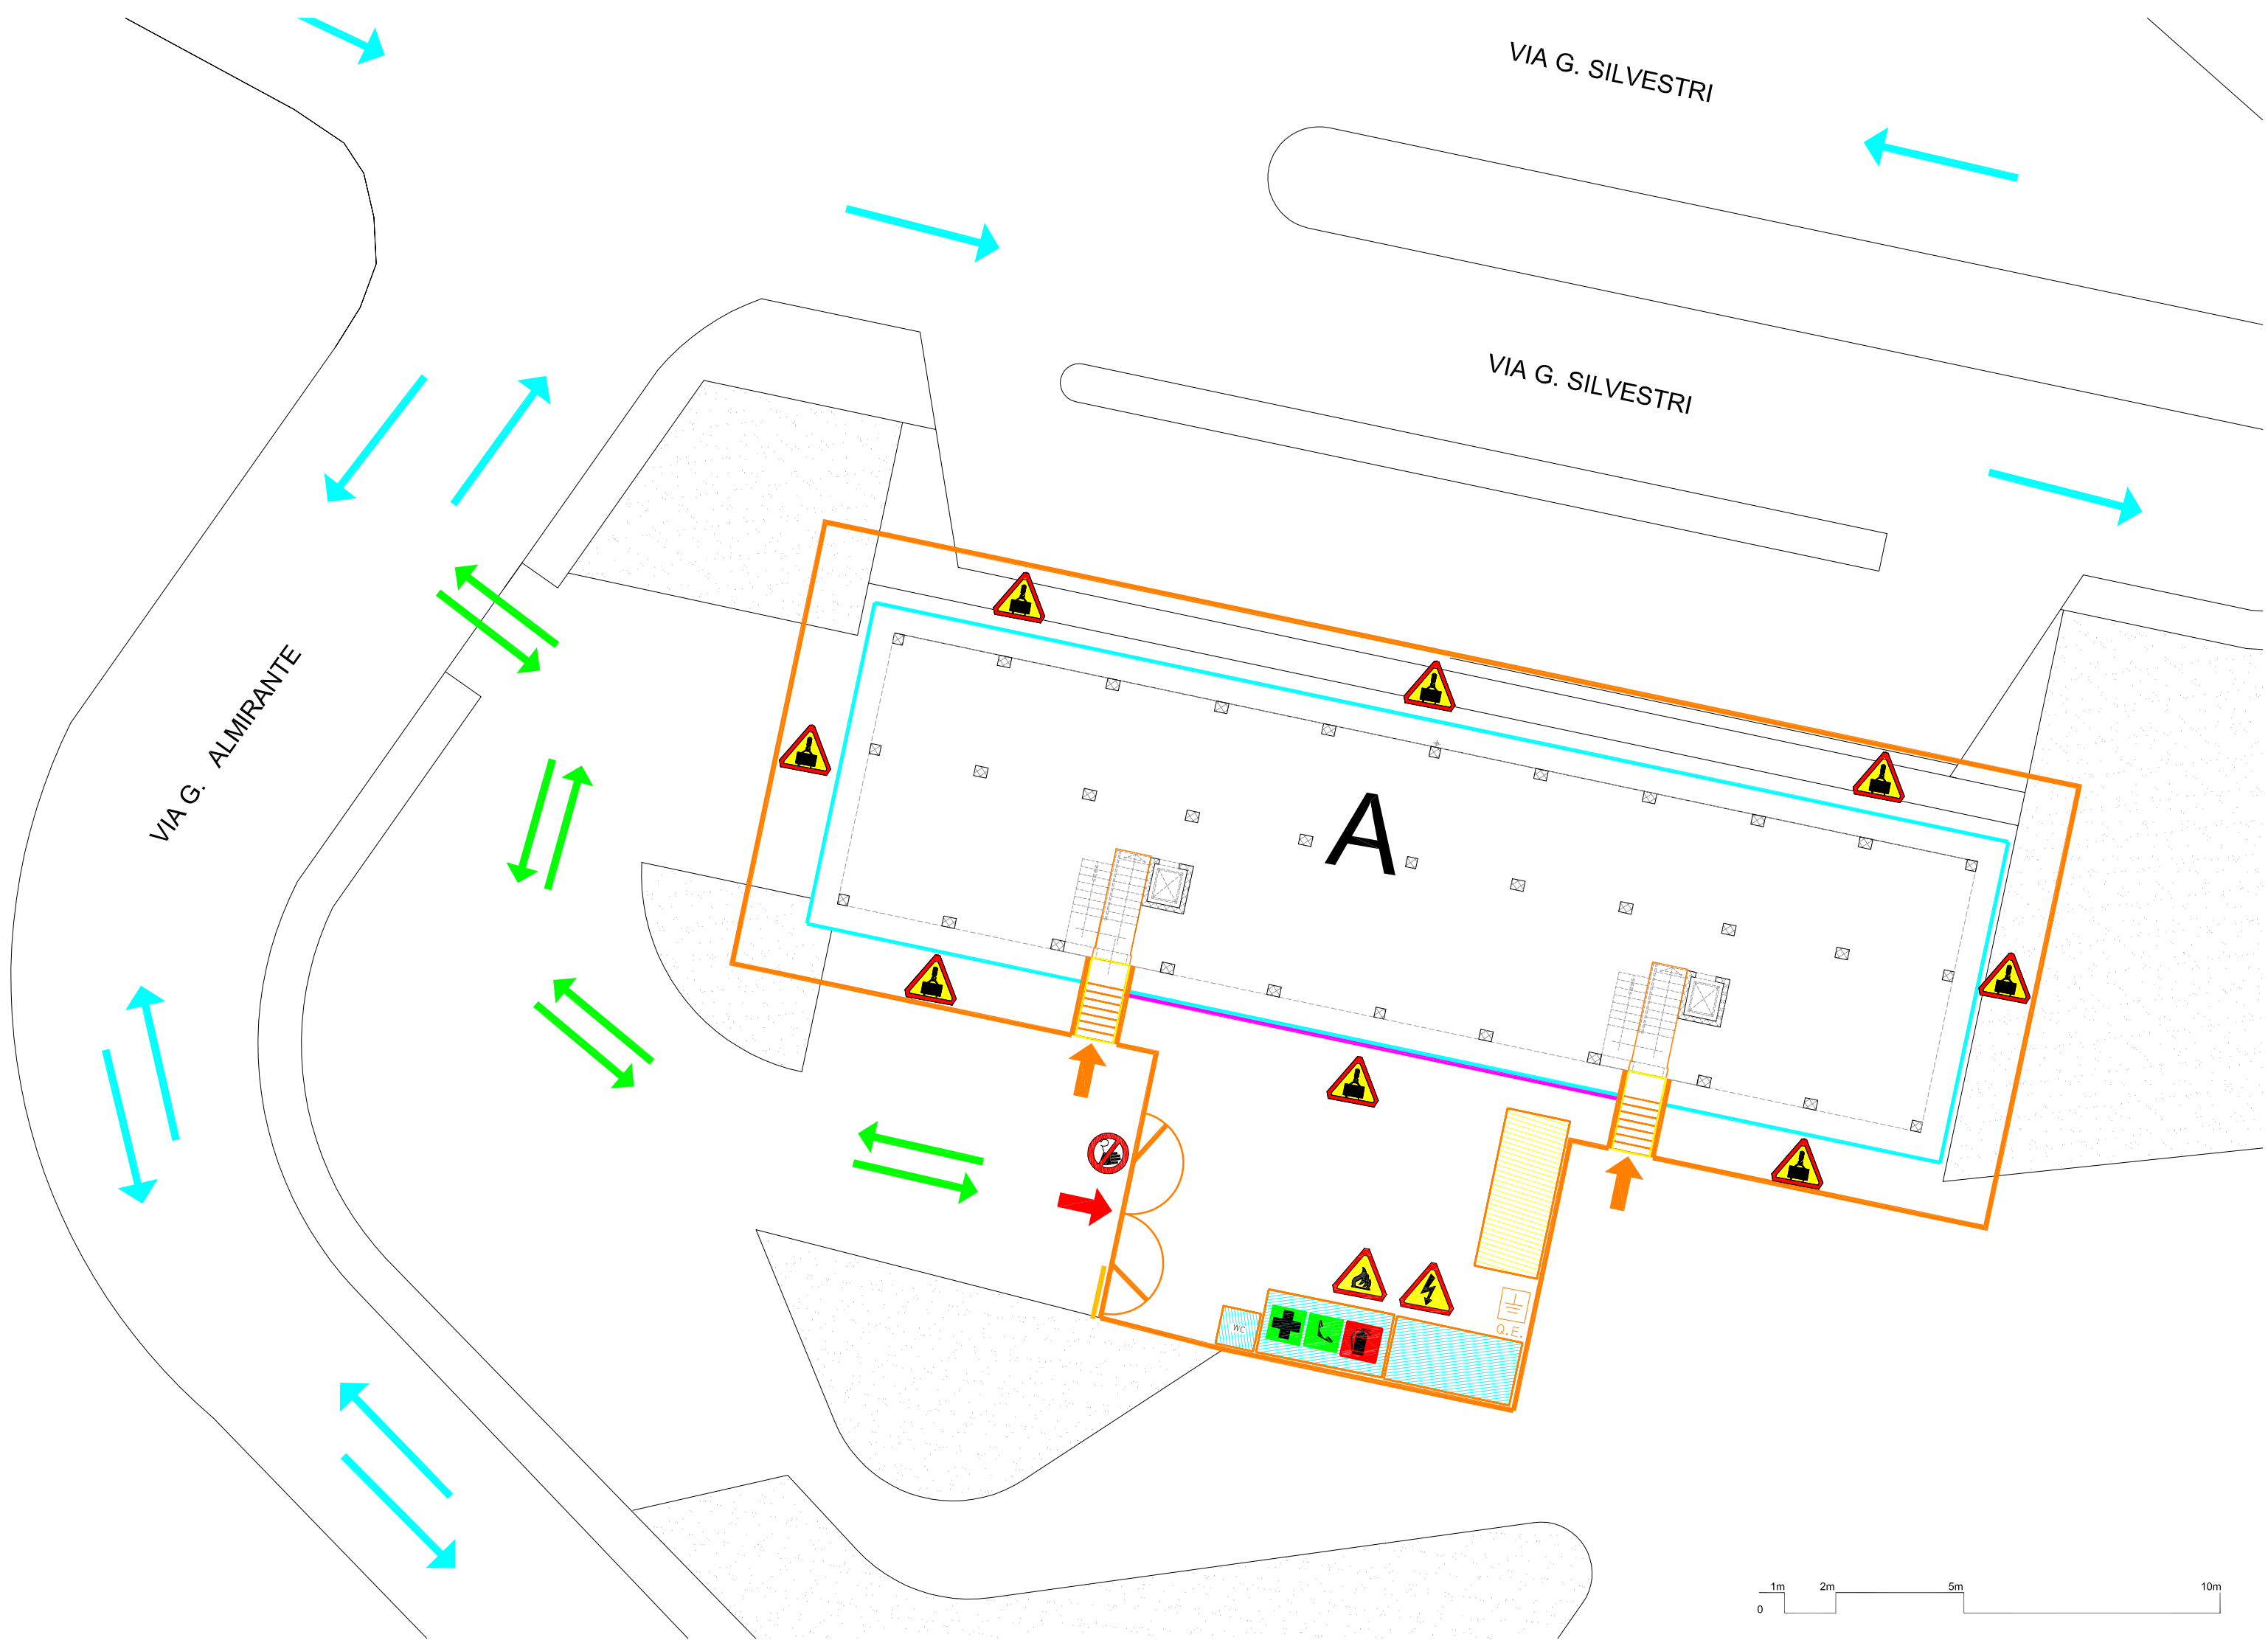 VIA G. SILVESTRI
VIA G. SILVESTRI
VIA G. ALMIRANTE
A
WC
Q.E.
1m 2m 5m 10m
0